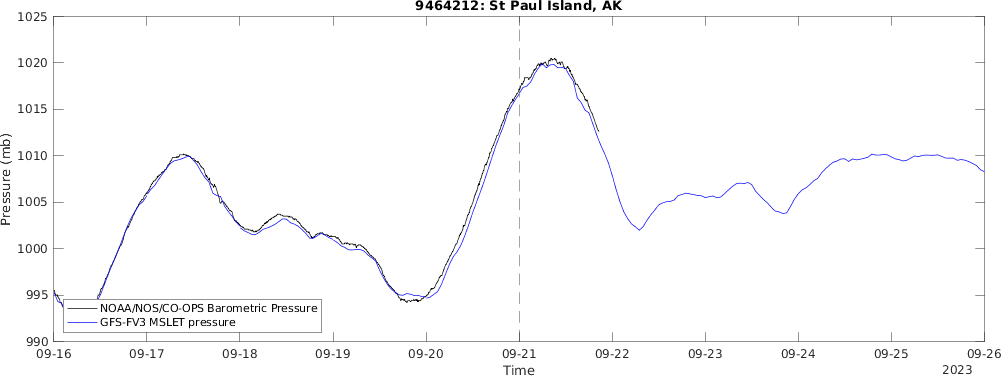 9464212: St Paul Island, AK
Pressure (mb)
1025
1020
1015
1010
1005
1000
995
990
NOAA/NOS/CO-OPS Barometric Pressure
GFS-FV3 MSLET pressure
09-16 09-17 09-18 09-19 09-20 09-21 09-22 09-23 09-24 09-25 09-26
Time
2023